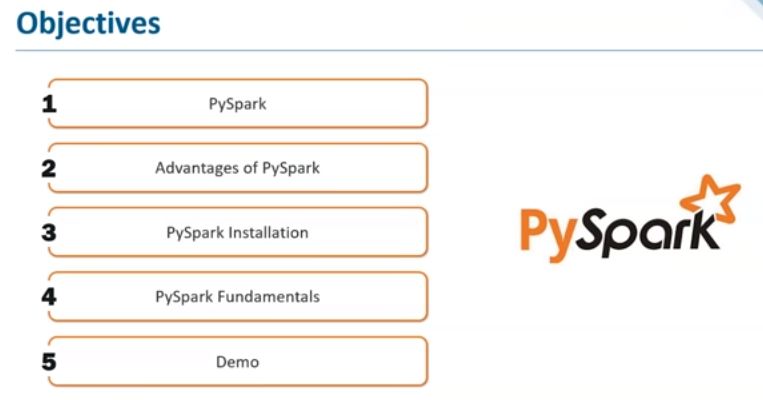 Objectives
1 PySpark
2 Advantages of PySpark
3 PySpark Installation
4 PySpark Fundamentals
5 Demo
PySpark